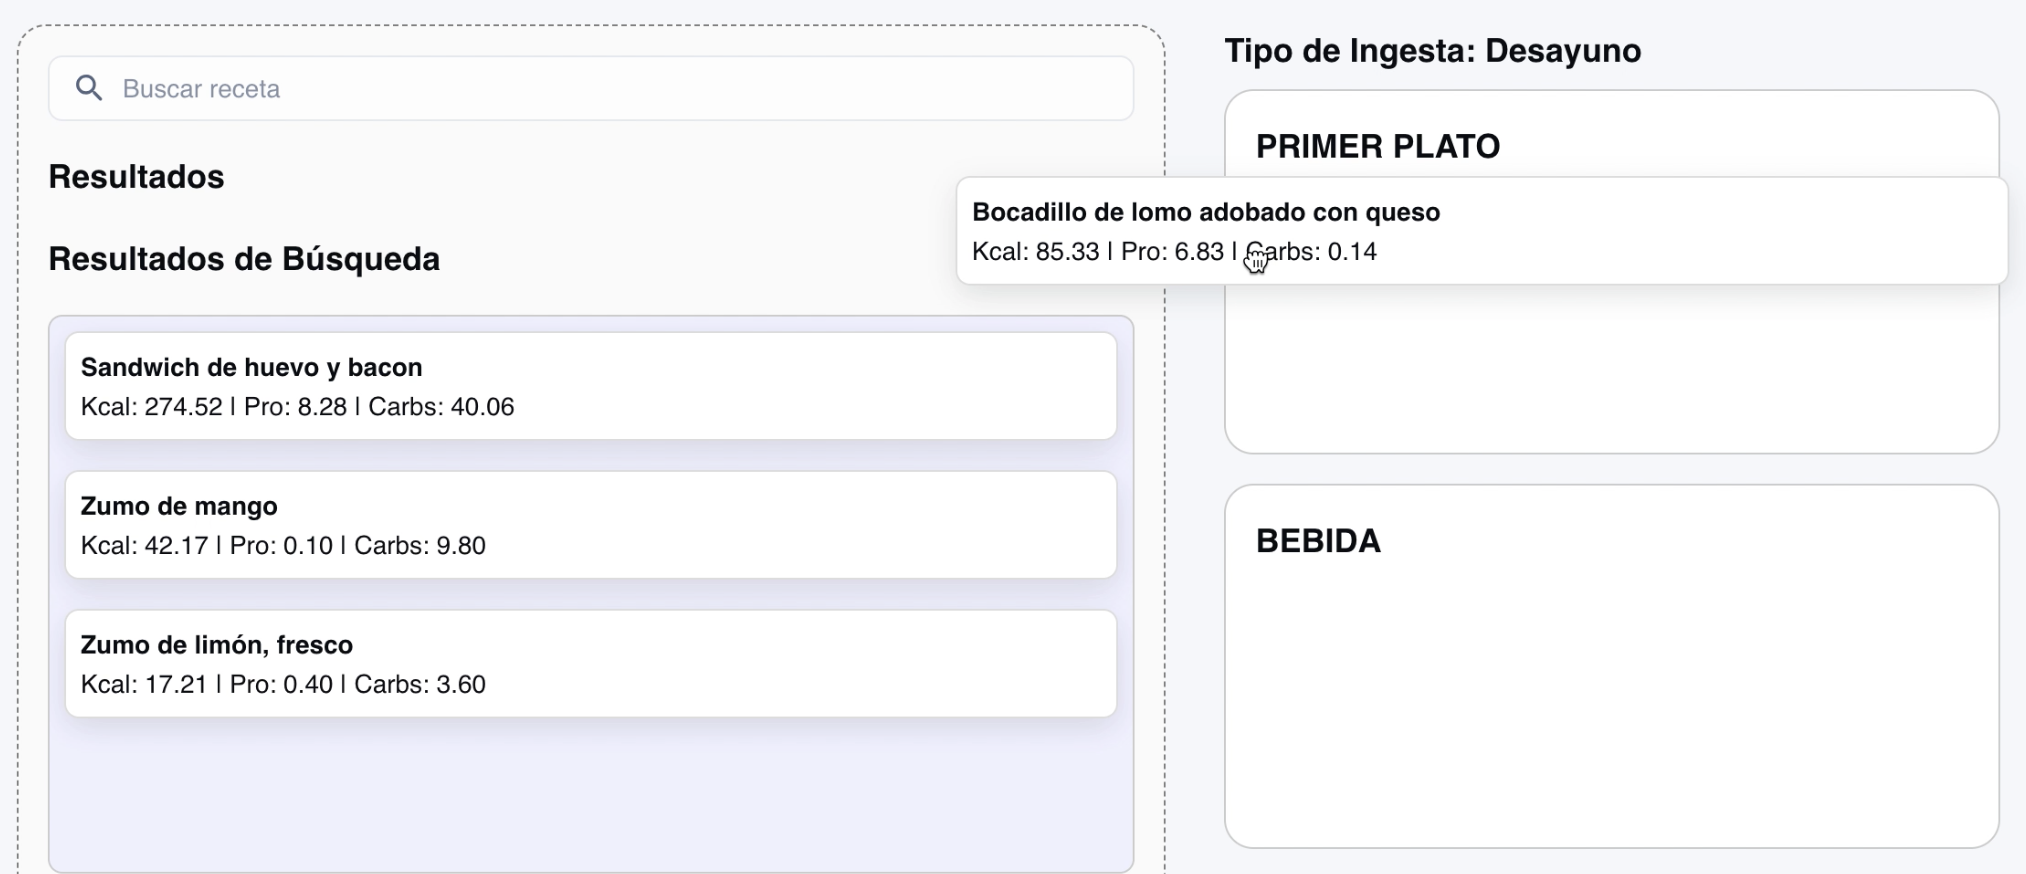 Buscar receta
Resultados
Resultados de Búsqueda
Sandwich de huevo y bacon
Kcal: 274.52 | Pro: 8.28 | Carbs: 40.06
Zumo de mango
Kcal: 42.17 | Pro: 0.10 | Carbs: 9.80
Zumo de limón, fresco
Kcal: 17.21 | Pro: 0.40 | Carbs: 3.60
Tipo de Ingesta: Desayuno
PRIMER PLATO
Bocadillo de lomo adobado con queso
Kcal: 85.33 | Pro: 6.83 | Carbs: 0.14
BEBIDA